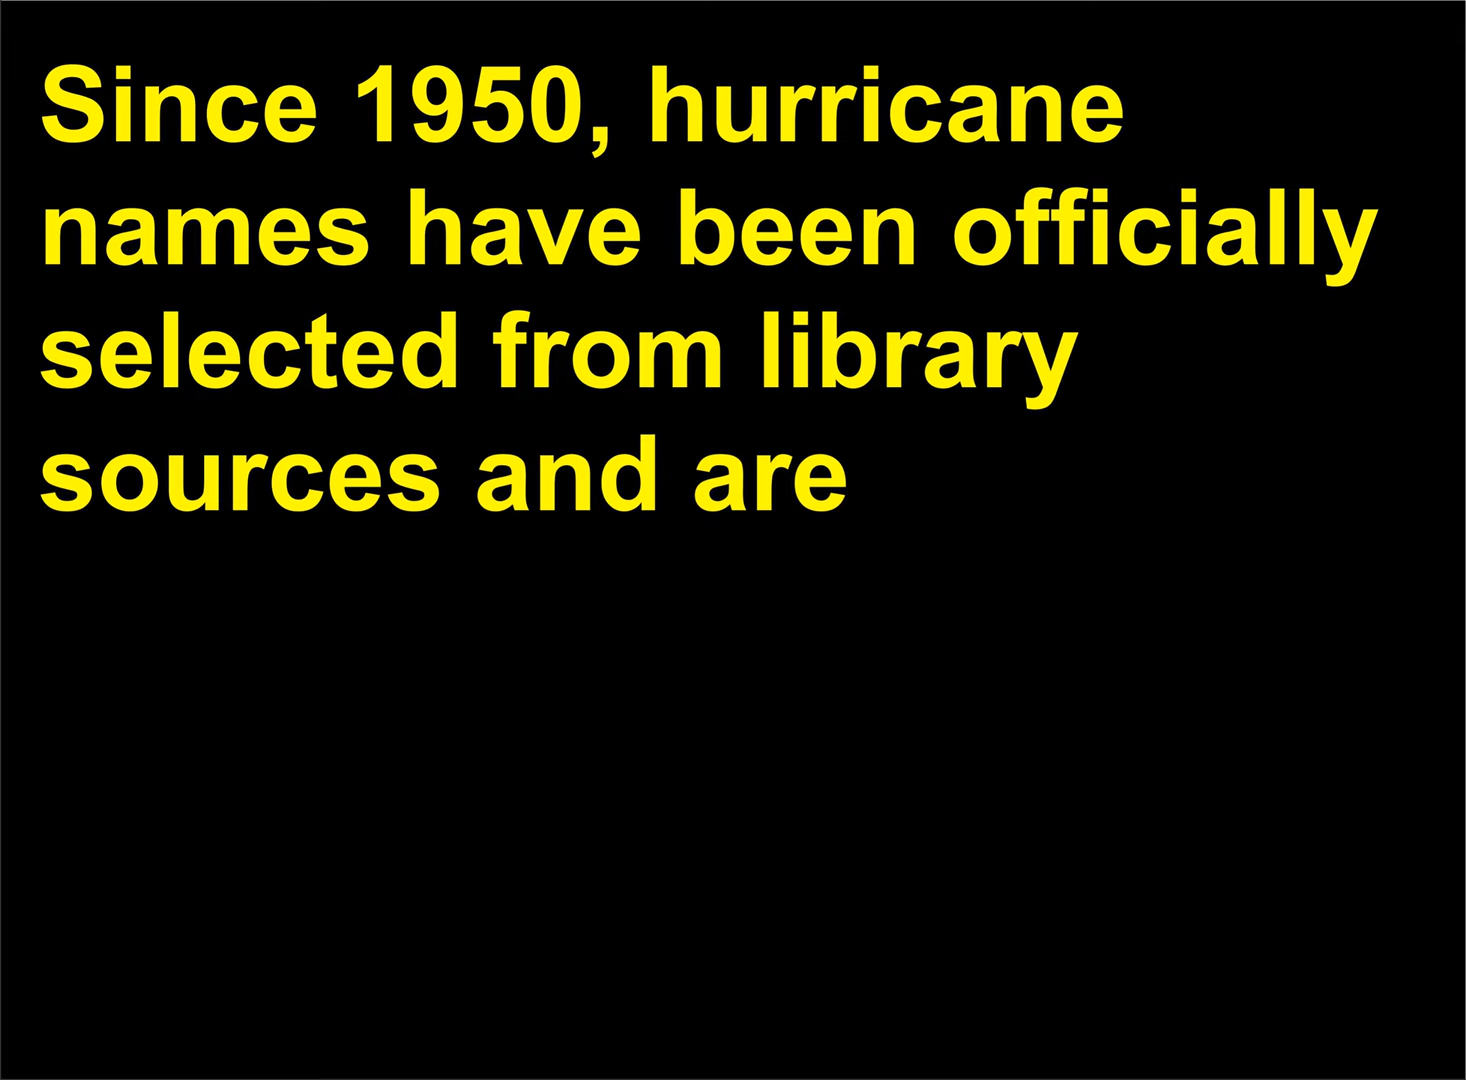 Since 1950, hurricane
names have been officially
selected from library
sources and are